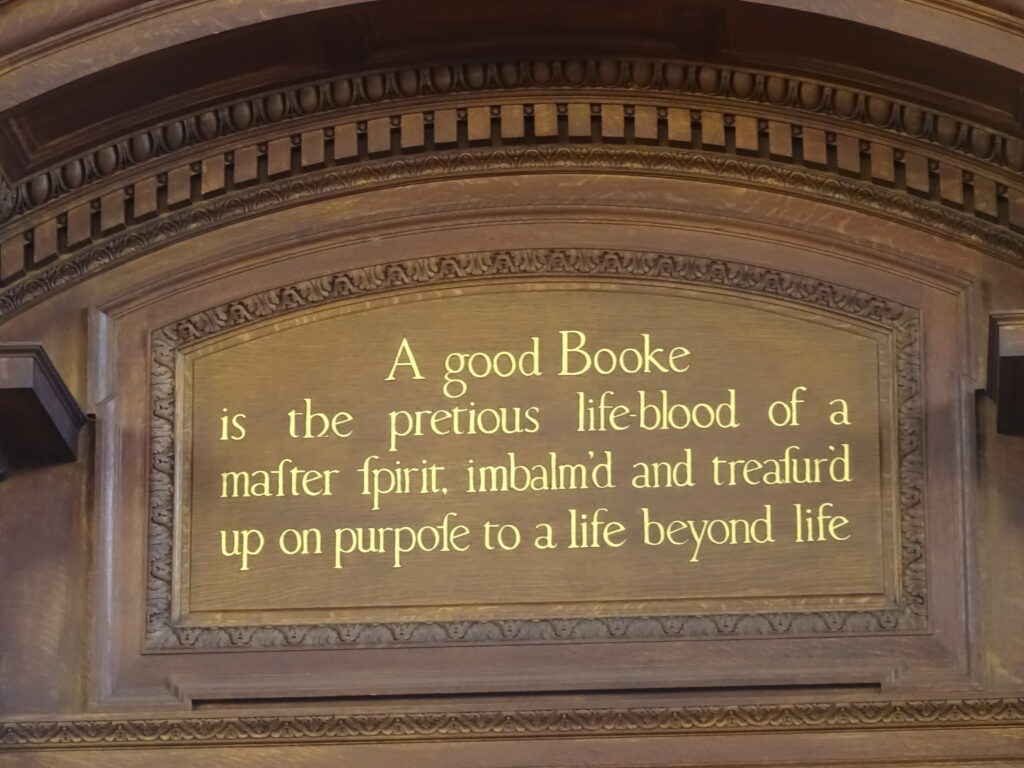 A good Booke
is the pretious life-blood of a
maſter ſpirit, imbalm'd and treaſur'd
up on purpoſe to a life beyond life